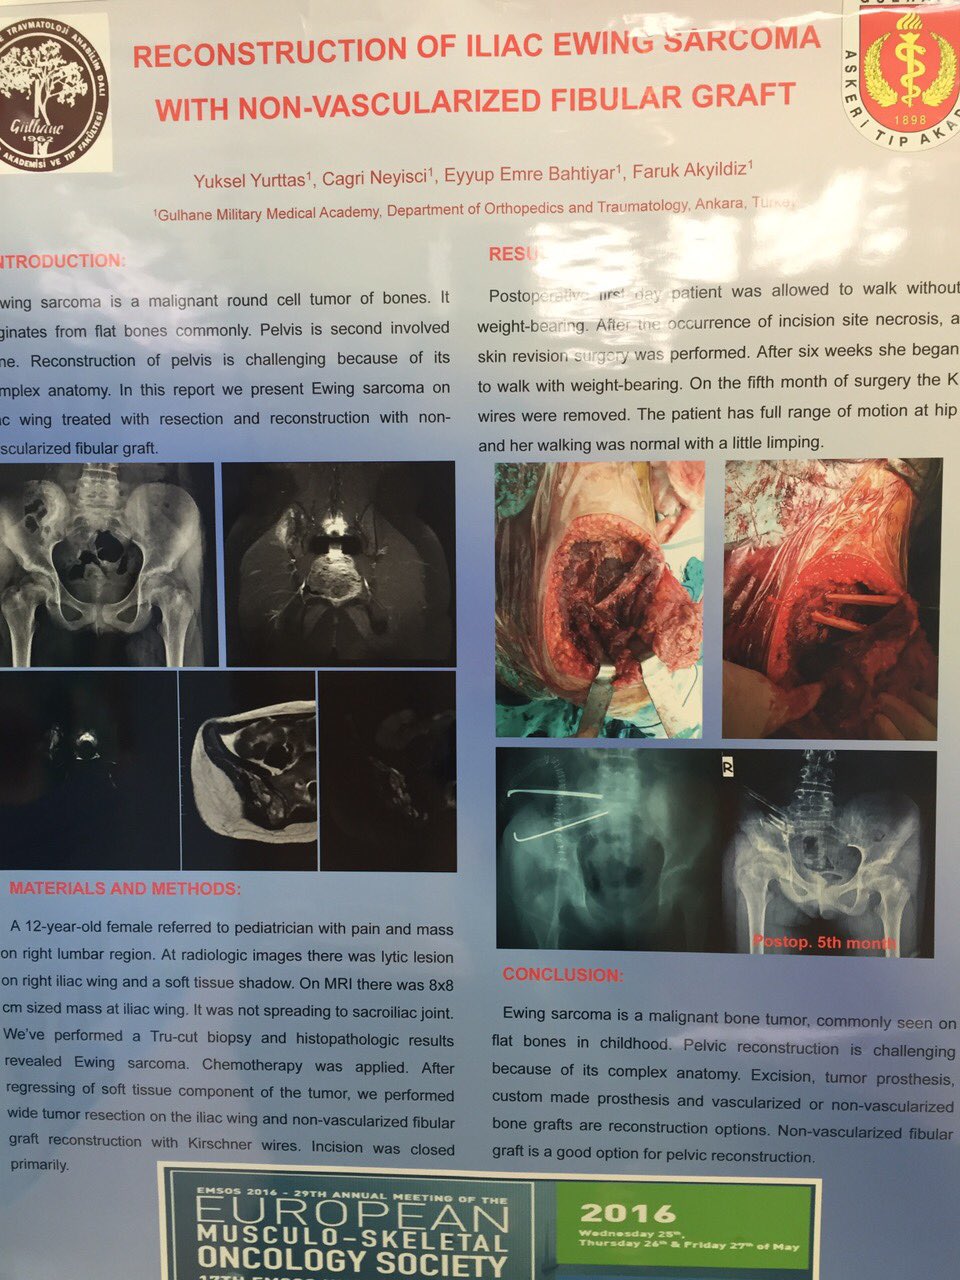 TRAVMATOLOJİ ANABİLİM DALI
Gülhane
1962
AKADEMİSİ VE TIP FAKÜLTESİ
ASKERİ TIP AKAD
1898
RECONSTRUCTION OF ILIAC EWING SARCOMA
WITH NON-VASCULARIZED FIBULAR GRAFT
Yuksel Yurttas¹, Cagri Neyisci¹, Eyyup Emre Bahtiyar¹, Faruk Akyildiz¹
¹Gulhane Military Medical Academy, Department of Orthopedics and Traumatology, Ankara, Turkey
NTRODUCTION:
wing sarcoma is a malignant round cell tumor of bones. It
ginates from flat bones commonly. Pelvis is second involved
ne. Reconstruction of pelvis is challenging because of its
mplex anatomy. In this report we present Ewing sarcoma on
ac wing treated with resection and reconstruction with non-
scularized fibular graft.
MATERIALS AND METHODS:
A 12-year-old female referred to pediatrician with pain and mass
on right lumbar region. At radiologic images there was lytic lesion
on right iliac wing and a soft tissue shadow. On MRI there was 8x8
cm sized mass at iliac wing. It was not spreading to sacroiliac joint.
We've performed a Tru-cut biopsy and histopathologic results
revealed Ewing sarcoma. Chemotherapy was applied. After
regressing of soft tissue component of the tumor, we performed
wide tumor resection on the iliac wing and non-vascularized fibular
graft reconstruction with Kirschner wires. Incision was closed
primarily.
RESU
Postoperative first day patient was allowed to walk without
weight-bearing. After the occurrence of incision site necrosis, a
skin revision surgery was performed. After six weeks she began
to walk with weight-bearing. On the fifth month of surgery the K
wires were removed. The patient has full range of motion at hip
and her walking was normal with a little limping.
R
Postop. 5th month
CONCLUSION:
Ewing sarcoma is a malignant bone tumor, commonly seen on
flat bones in childhood. Pelvic reconstruction is challenging
because of its complex anatomy. Excision, tumor prosthesis,
custom made prosthesis and vascularized or non-vascularized
bone grafts are reconstruction options. Non-vascularized fibular
graft is a good option for pelvic reconstruction.
EMSOS 2016 - 29TH ANNUAL MEETING OF THE
EUROPEAN
MUSCULO-SKELETAL
ONCOLOGY SOCIETY
17TH EMSOS
2016
Wednesday 25th,
Thursday 26th & Friday 27th of May